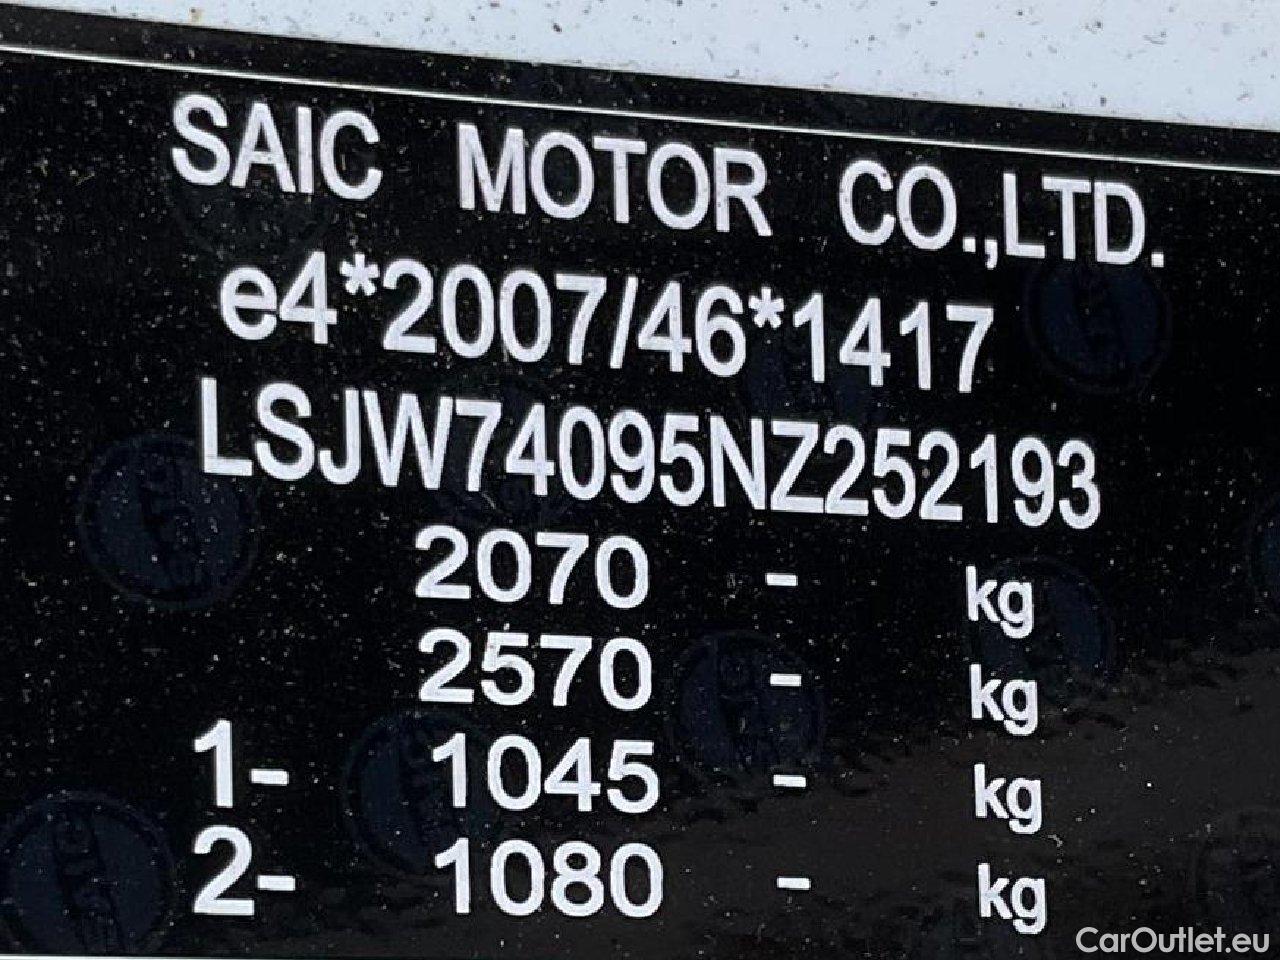 SAIC MOTOR CO.,LTD.
e4*2007/46*1417
LSJW74095NZ252193
2070 - kg
2570 - kg
1- 1045 - kg
2- 1080 - kg
CarOutlet.eu